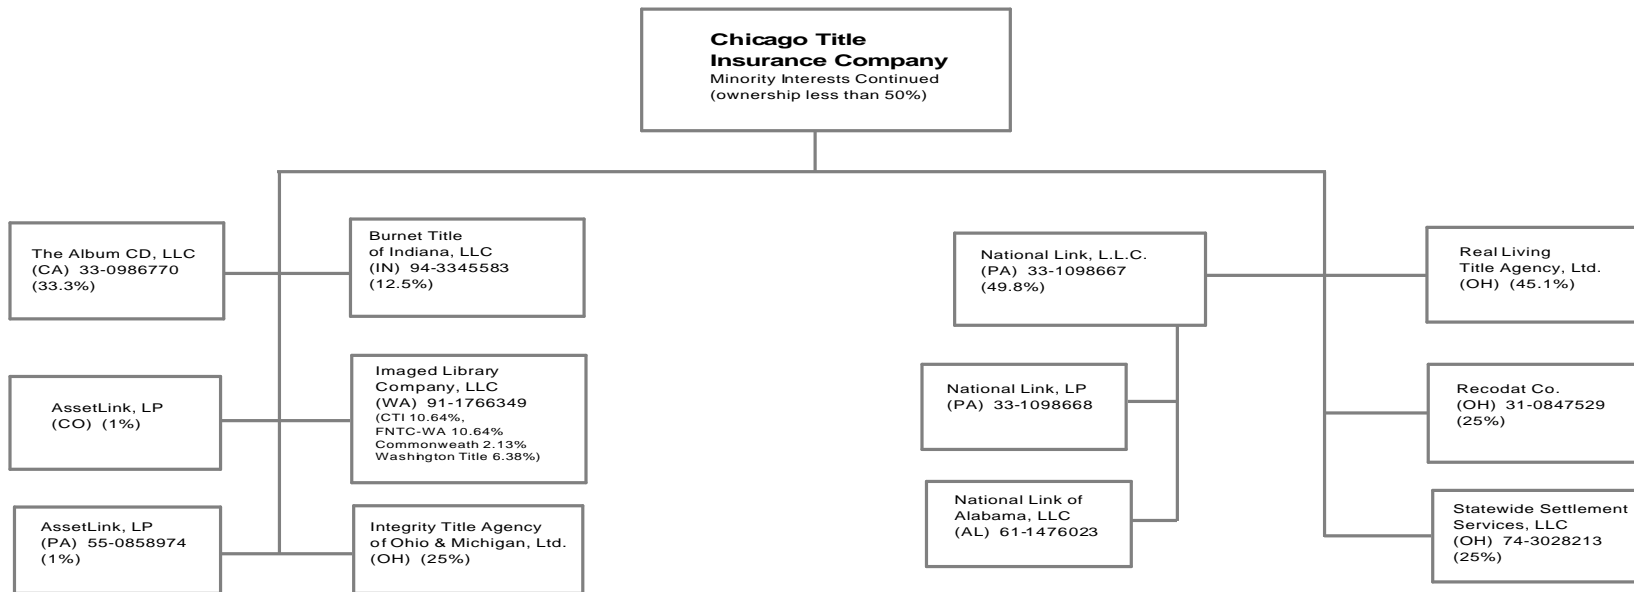 Chicago Title
Insurance Company
Minority Interests Continued
(ownership less than 50%)
The Album CD, LLC
(CA) 33-0986770
(33.3%)
Burnet Title
of Indiana, LLC
(IN) 94-3345583
(12.5%)
National Link, L.L.C.
(PA) 33-1098667
(49.8%)
Real Living
Title Agency, Ltd.
(OH) (45.1%)
AssetLink, LP
(CO) (1%)
Imaged Library
Company, LLC
(WA) 91-1766349
(CTI 10.64%,
FNTC-WA 10.64%
Commonweath 2.13%
Washington Title 6.38%)
National Link, LP
(PA) 33-1098668
Recodat Co.
(OH) 31-0847529
(25%)
AssetLink, LP
(PA) 55-0858974
(1%)
Integrity Title Agency
of Ohio & Michigan, Ltd.
(OH) (25%)
National Link of
Alabama, LLC
(AL) 61-1476023
Statewide Settlement
Services, LLC
(OH) 74-3028213
(25%)